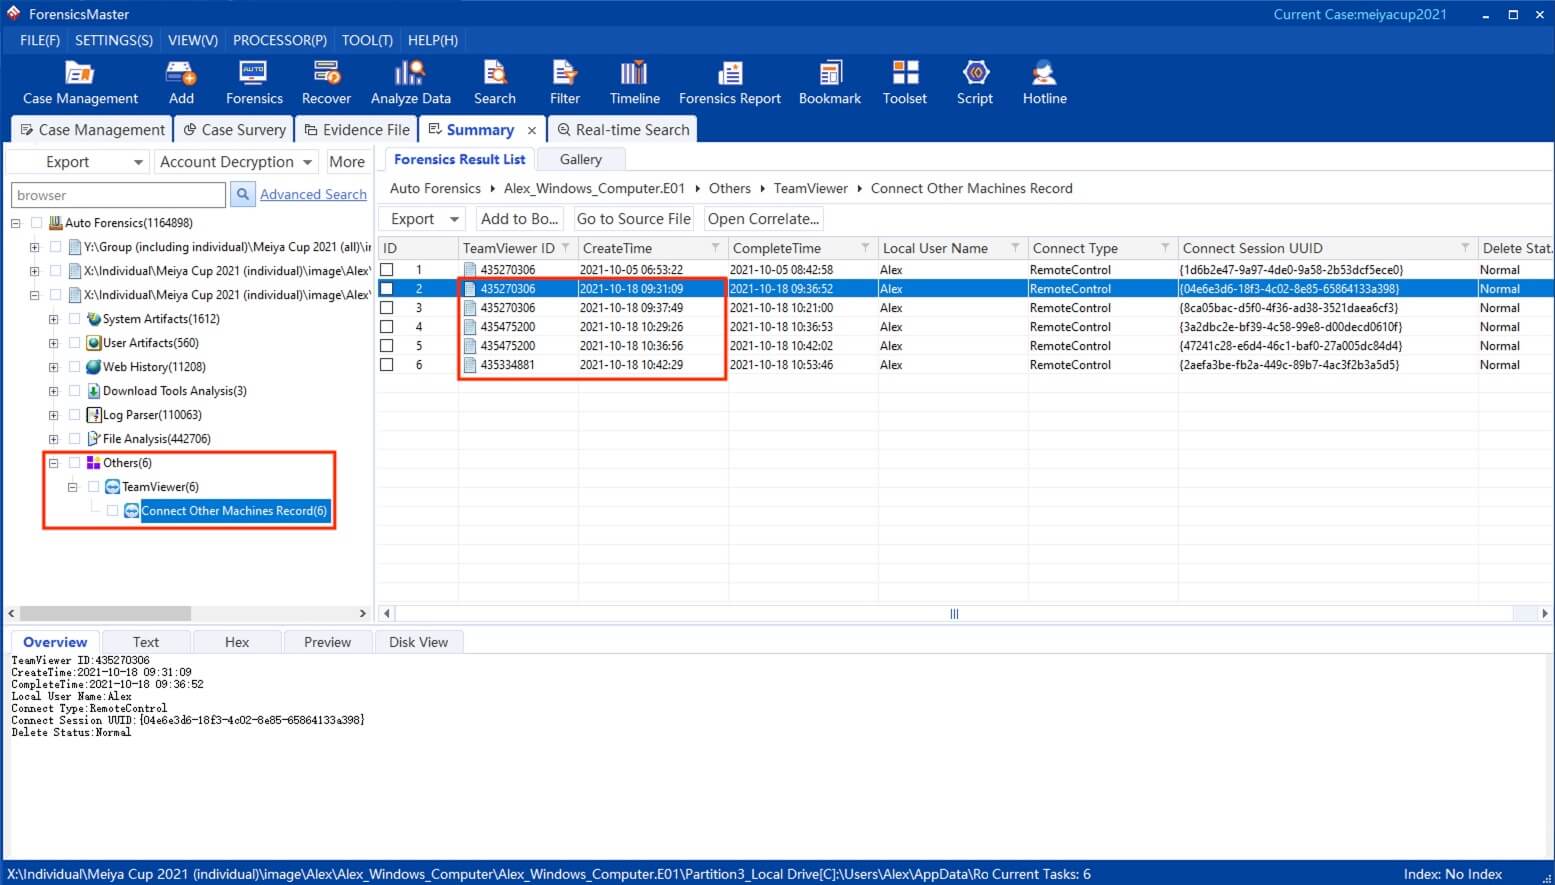 ForensicsMaster
Current Case:meiyacup2021
FILE(F) SETTINGS(S) VIEW(V) PROCESSOR(P) TOOL(T) HELP(H)
AUTO
Case Management Add Forensics Recover Analyze Data Search Filter Timeline Forensics Report Bookmark Toolset Script Hotline
Case Management Case Survery Evidence File Summary × Real-time Search
Export Account Decryption More
browser Advanced Search
Auto Forensics(1164898)
Y:\Group (including individual)\Meiya Cup 2021 (all)\ir
X:\Individual\Meiya Cup 2021 (individual)\image\Alex\
X:\Individual\Meiya Cup 2021 (individual)\image\Alex\
System Artifacts(1612)
User Artifacts(560)
Web History(11208)
Download Tools Analysis(3)
Log Parser(110063)
File Analysis(442706)
Others(6)
TeamViewer(6)
Connect Other Machines Record(6)
Forensics Result List Gallery
Auto Forensics Alex_Windows_Computer.E01 Others TeamViewer Connect Other Machines Record
Export Add to Bo... Go to Source File Open Correlate...
ID TeamViewer ID CreateTime CompleteTime Local User Name Connect Type Connect Session UUID Delete Stat.
1 435270306 2021-10-05 06:53:22 2021-10-05 08:42:58 Alex RemoteControl {1d6b2e47-9a97-4de0-9a58-2b53dcf5ece0} Normal
2 435270306 2021-10-18 09:31:09 2021-10-18 09:36:52 Alex RemoteControl {04e6e3d6-18f3-4c02-8e85-65864133a398} Normal
3 435270306 2021-10-18 09:37:49 2021-10-18 10:21:00 Alex RemoteControl {8ca05bac-d5f0-4f36-ad38-3521daea6cf3} Normal
4 435475200 2021-10-18 10:29:26 2021-10-18 10:36:53 Alex RemoteControl {3a2dbc2e-bf39-4c58-99e8-d00decd0610f} Normal
5 435475200 2021-10-18 10:36:56 2021-10-18 10:42:02 Alex RemoteControl {47241c28-e6d4-46c1-baf0-27a005dc84d4} Normal
6 435334881 2021-10-18 10:42:29 2021-10-18 10:53:46 Alex RemoteControl {2aefa3be-fb2a-449c-89b7-4ac3f2b3a5d5} Normal
Overview Text Hex Preview Disk View
TeamViewer ID:435270306
CreateTime:2021-10-18 09:31:09
CompleteTime:2021-10-18 09:36:52
Local User Name:Alex
Connect Type:RemoteControl
Connect Session UUID:{04e6e3d6-18f3-4c02-8e85-65864133a398}
Delete Status:Normal
X:\Individual\Meiya Cup 2021 (individual)\image\Alex\Alex_Windows_Computer\Alex_Windows_Computer.E01\Partition3_Local Drive[C]:\Users\Alex\AppData\Ro Current Tasks: 6 Index: No Index